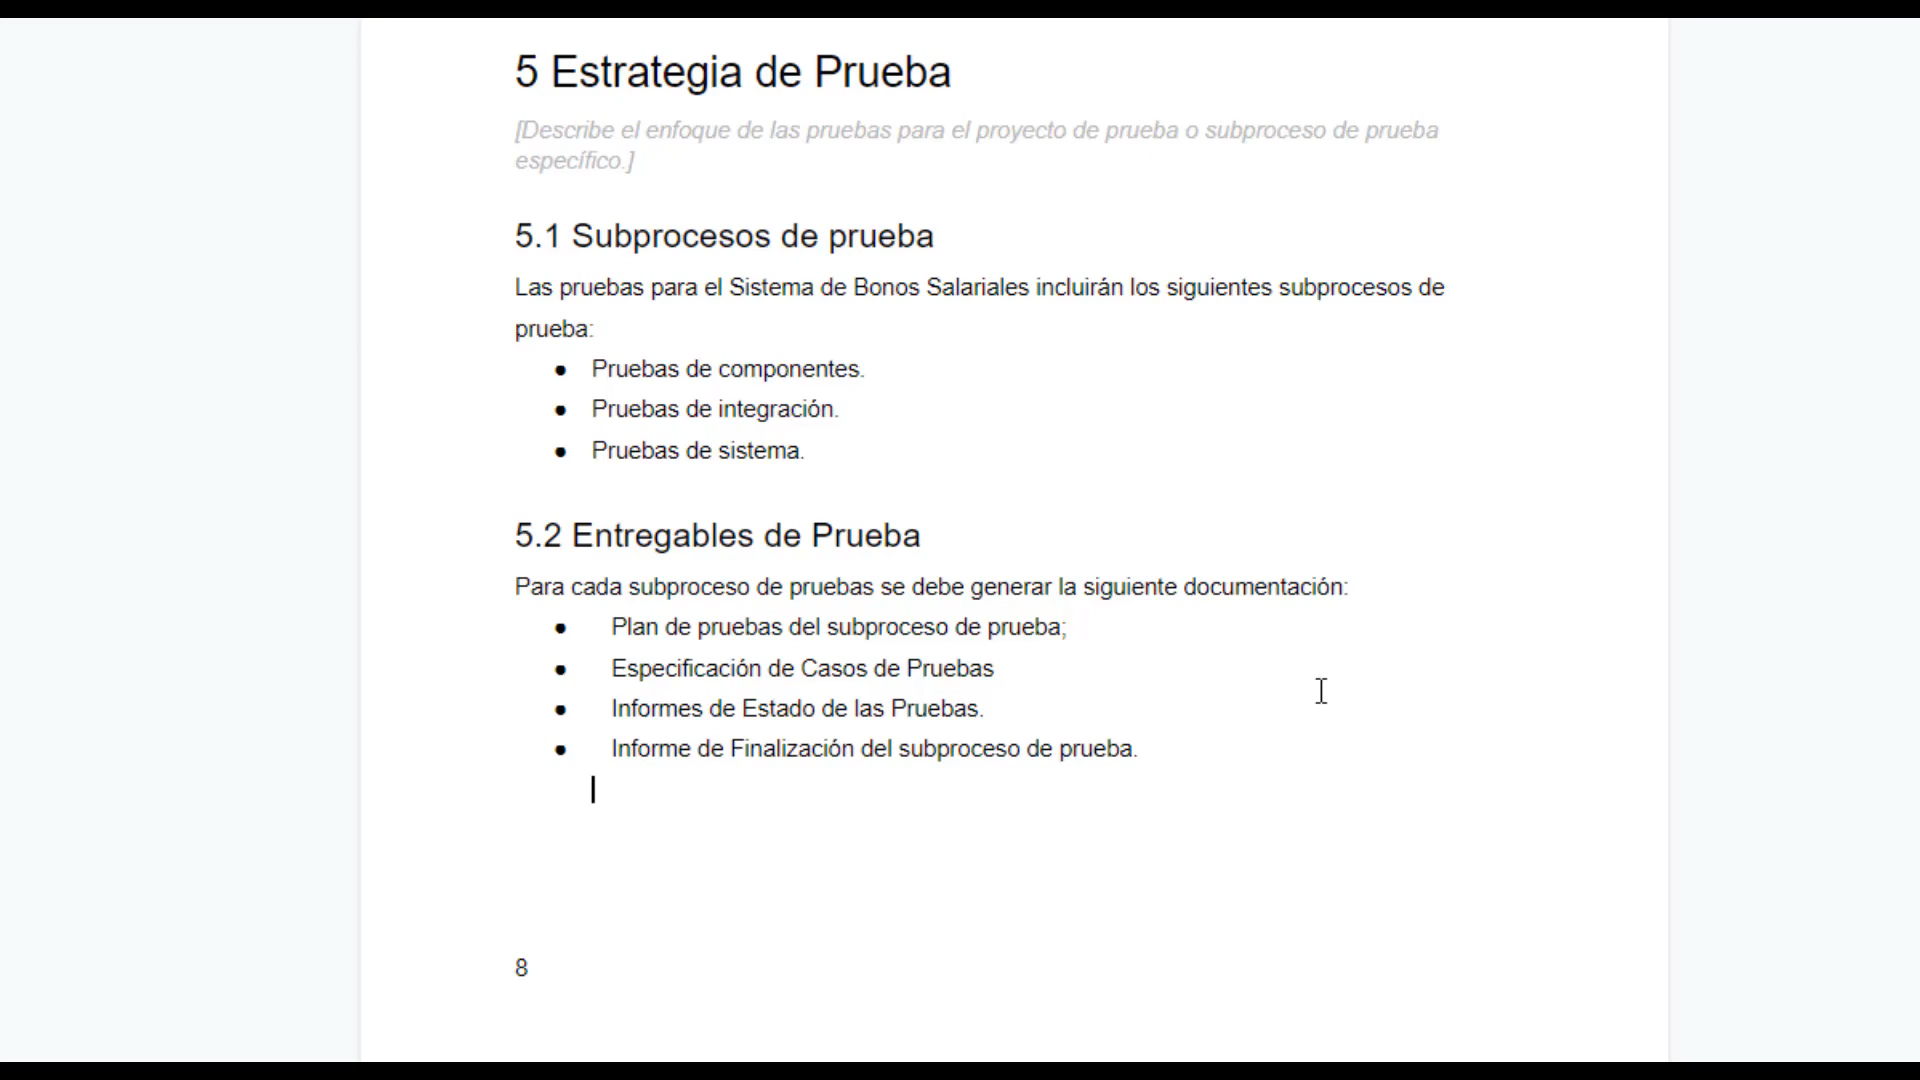 5 Estrategia de Prueba
[Describe el enfoque de las pruebas para el proyecto de prueba o subproceso de prueba
específico.]
5.1 Subprocesos de prueba
Las pruebas para el Sistema de Bonos Salariales incluirán los siguientes subprocesos de
prueba:
● Pruebas de componentes.
● Pruebas de integración.
● Pruebas de sistema.
5.2 Entregables de Prueba
Para cada subproceso de pruebas se debe generar la siguiente documentación:
● Plan de pruebas del subproceso de prueba;
● Especificación de Casos de Pruebas
● Informes de Estado de las Pruebas.
● Informe de Finalización del subproceso de prueba.
8